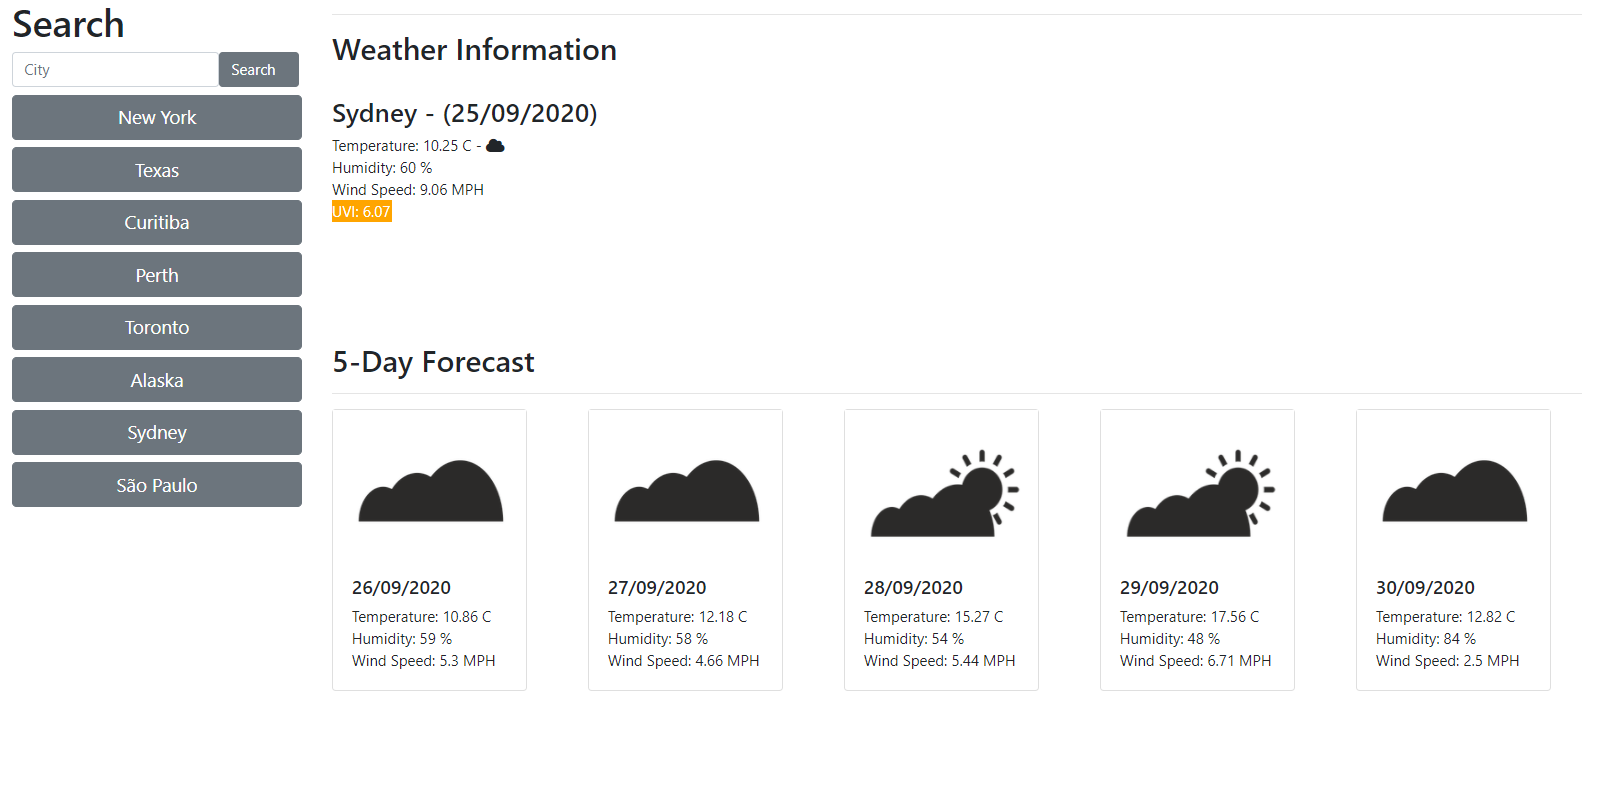 Search
City
Search
New York
Texas
Curitiba
Perth
Toronto
Alaska
Sydney
São Paulo
Weather Information
Sydney - (25/09/2020)
Temperature: 10.25 C -
Humidity: 60 %
Wind Speed: 9.06 MPH
UVI: 6.07
5-Day Forecast
26/09/2020
Temperature: 10.86 C
Humidity: 59 %
Wind Speed: 5.3 MPH
27/09/2020
Temperature: 12.18 C
Humidity: 58 %
Wind Speed: 4.66 MPH
28/09/2020
Temperature: 15.27 C
Humidity: 54 %
Wind Speed: 5.44 MPH
29/09/2020
Temperature: 17.56 C
Humidity: 48 %
Wind Speed: 6.71 MPH
30/09/2020
Temperature: 12.82 C
Humidity: 84 %
Wind Speed: 2.5 MPH